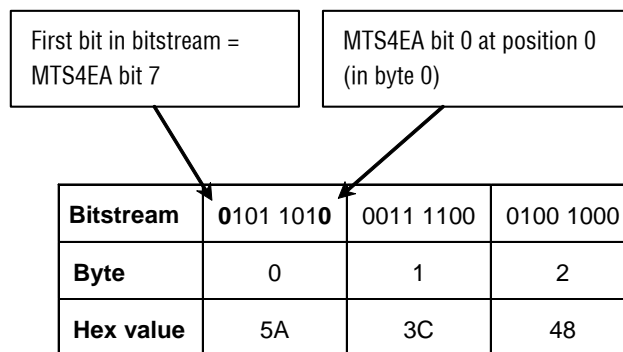 First bit in bitstream =
MTS4EA bit 7
MTS4EA bit 0 at position 0
(in byte 0)
Bitstream 0101 1010 0011 1100 0100 1000
Byte 0 1 2
Hex value 5A 3C 48